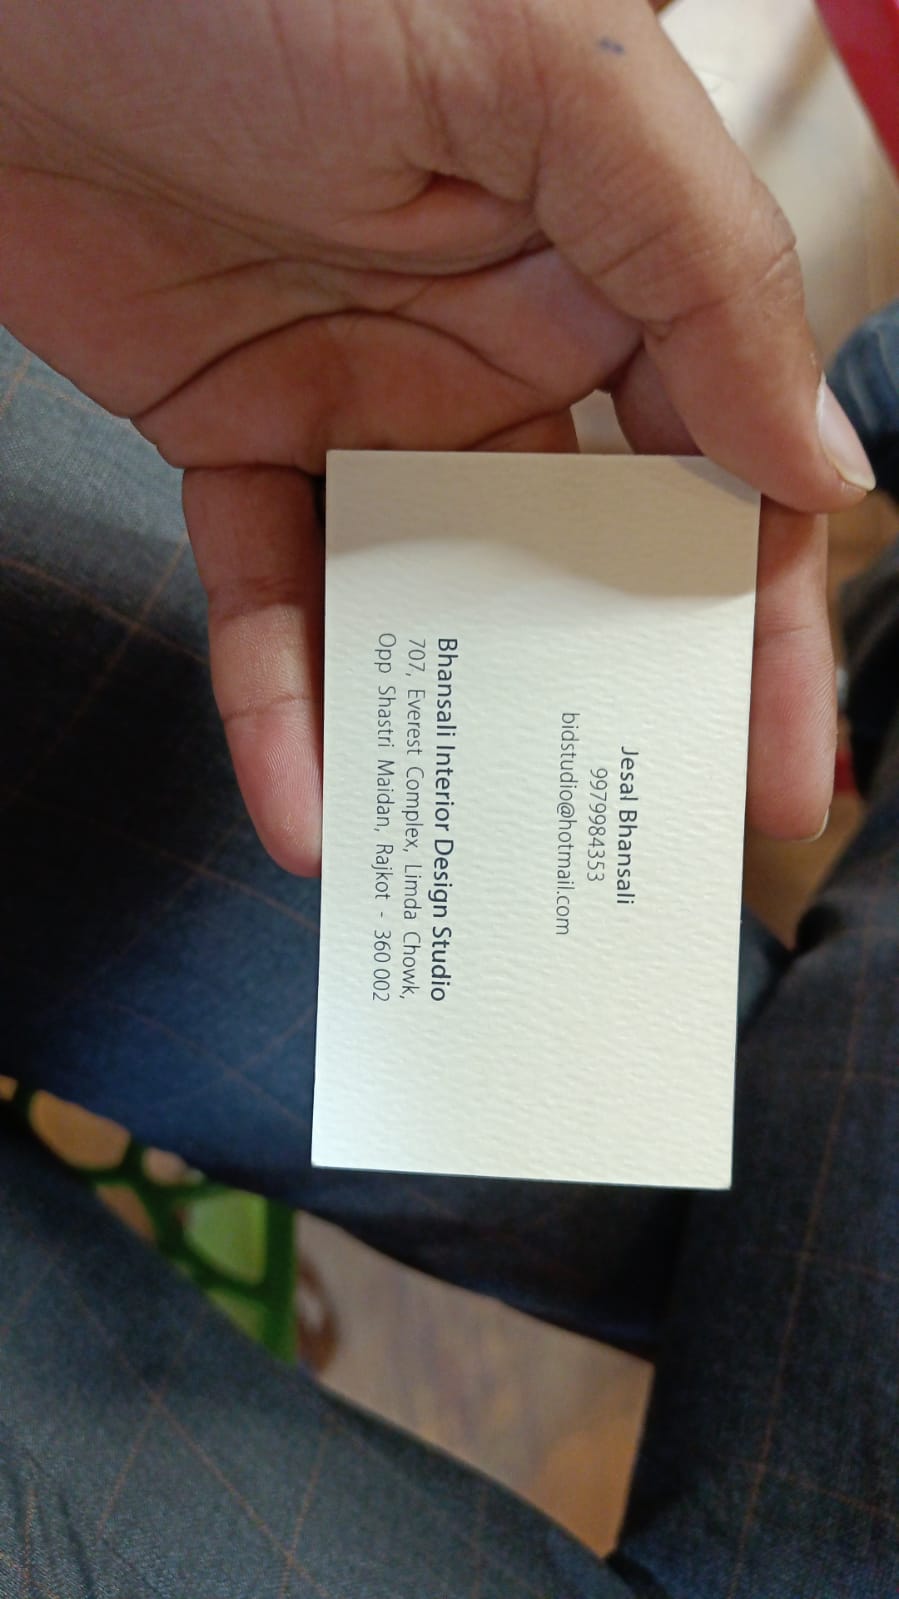 Jesal Bhansali
9979984353
bidstudio@hotmail.com
Bhansali Interior Design Studio
707, Everest Complex, Limda Chowk,
Opp Shastri Maidan, Rajkot - 360 002